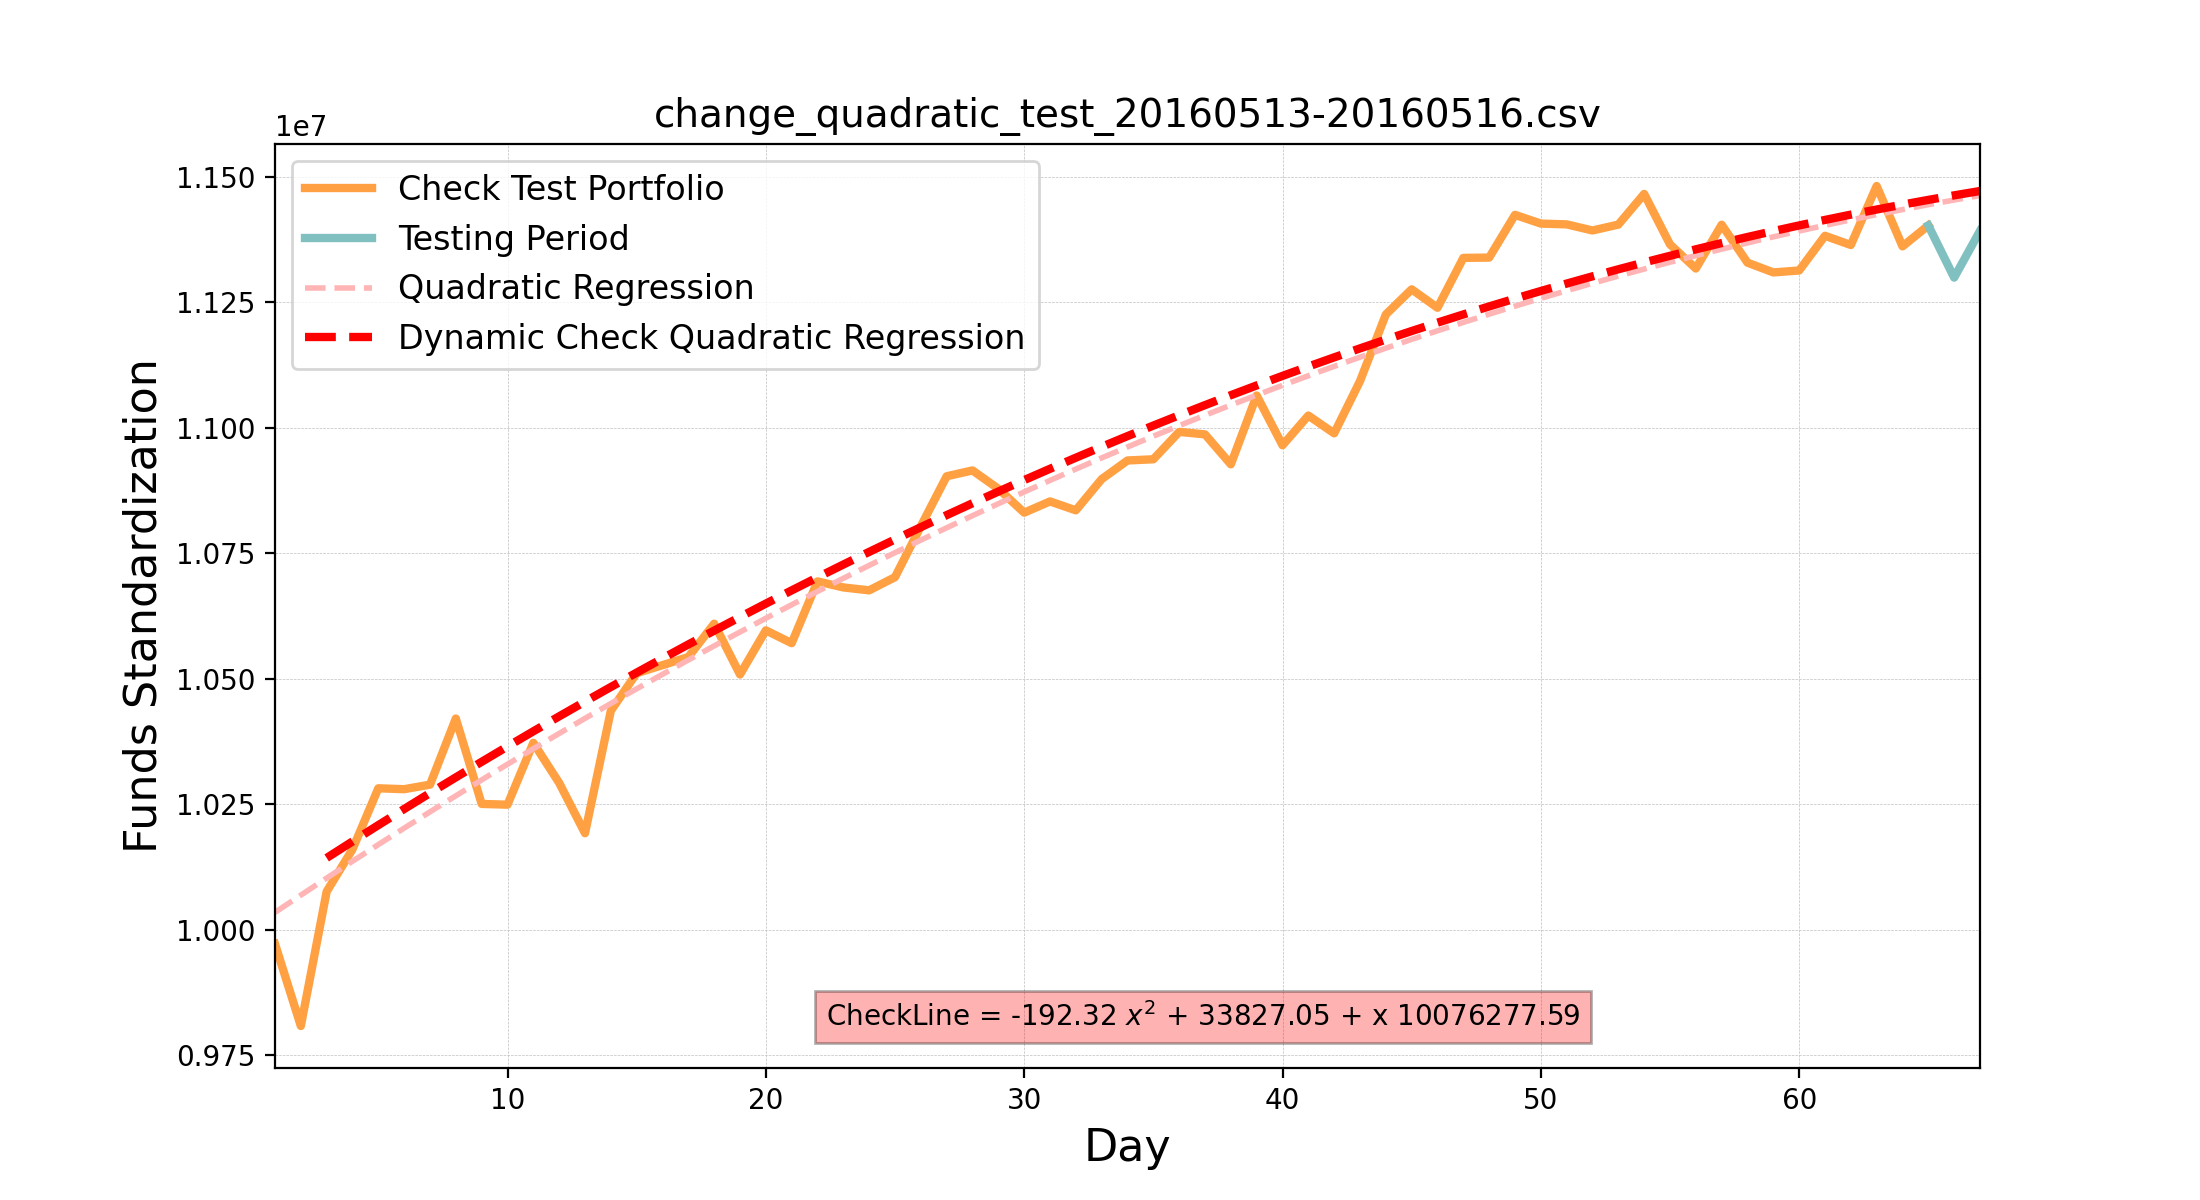 change_quadratic_test_20160513-20160516.csv
1e7
Check Test Portfolio
Testing Period
Quadratic Regression
Dynamic Check Quadratic Regression
1.150
1.125
1.100
1.075
1.050
1.025
1.000
0.975
Funds Standardization
CheckLine = -192.32 x² + 33827.05 + x 10076277.59
10 20 30 40 50 60
Day